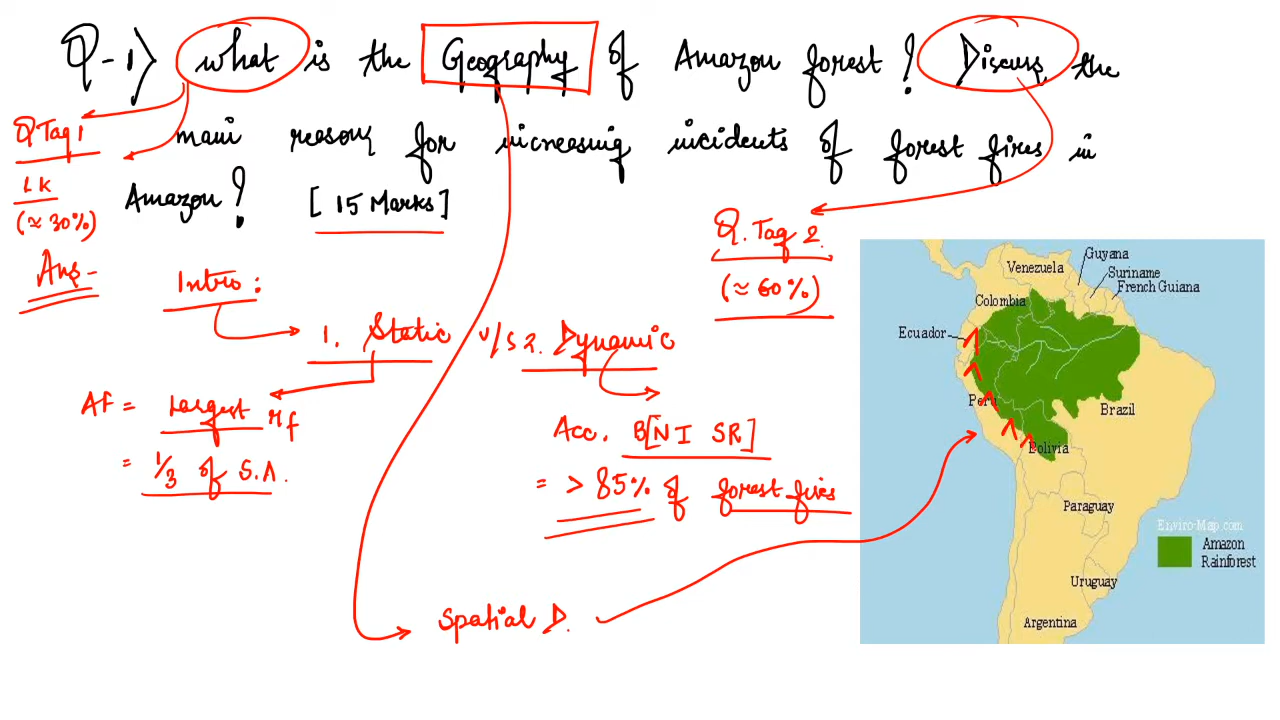 Q-1) what is the Geography of Amazon forest? Discuss the
main reasons for increasing incidents of forest fires in
Amazon? [15 Marks]
Q Tag 1
LK
(≈30%)
Q. Tag 2
(≈60%)
Ans-
Intro:
1. Static v/s 2. Dynamic
AF = Largest rf
= 1/3 of S.A.
Acc. B[NI SR]
= > 85% of forest fires
Spatial D.
Venezuela
Guyana
Suriname
French Guiana
Colombia
Ecuador
Peru
Brazil
Bolivia
Paraguay
Enviro-Map.com
Amazon
Rainforest
Uruguay
Argentina